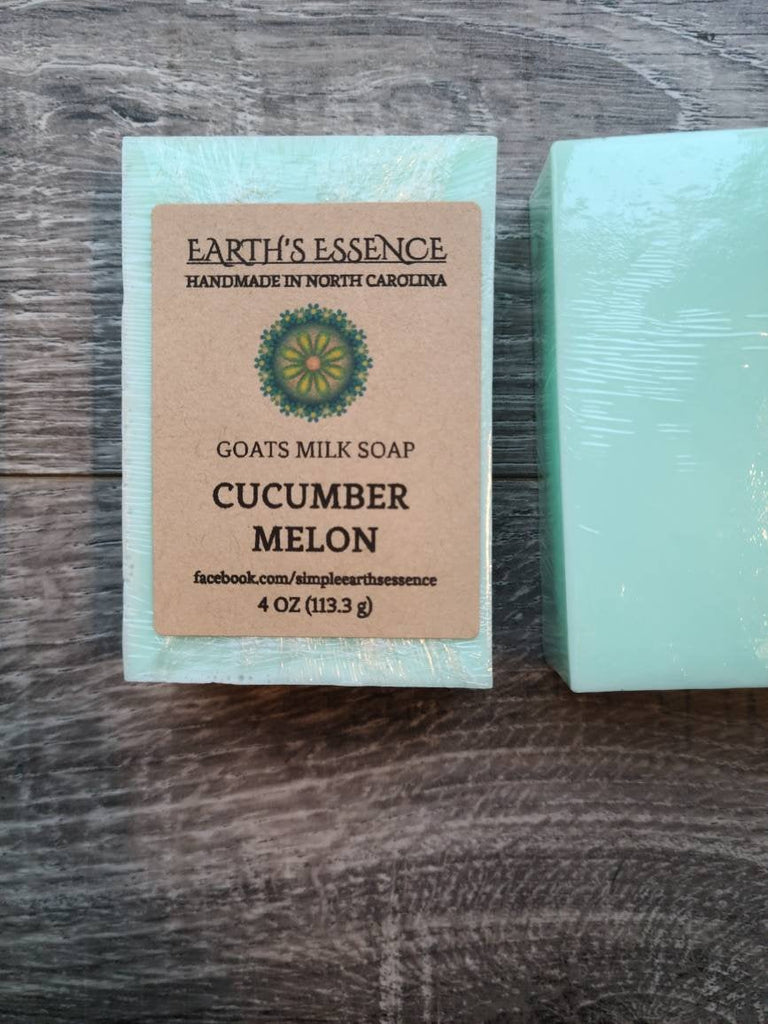 EARTH'S ESSENCE
HANDMADE IN NORTH CAROLINA
GOATS MILK SOAP
CUCUMBER
MELON
facebook.com/simpleearthsessence
4 OZ (113.3 g)